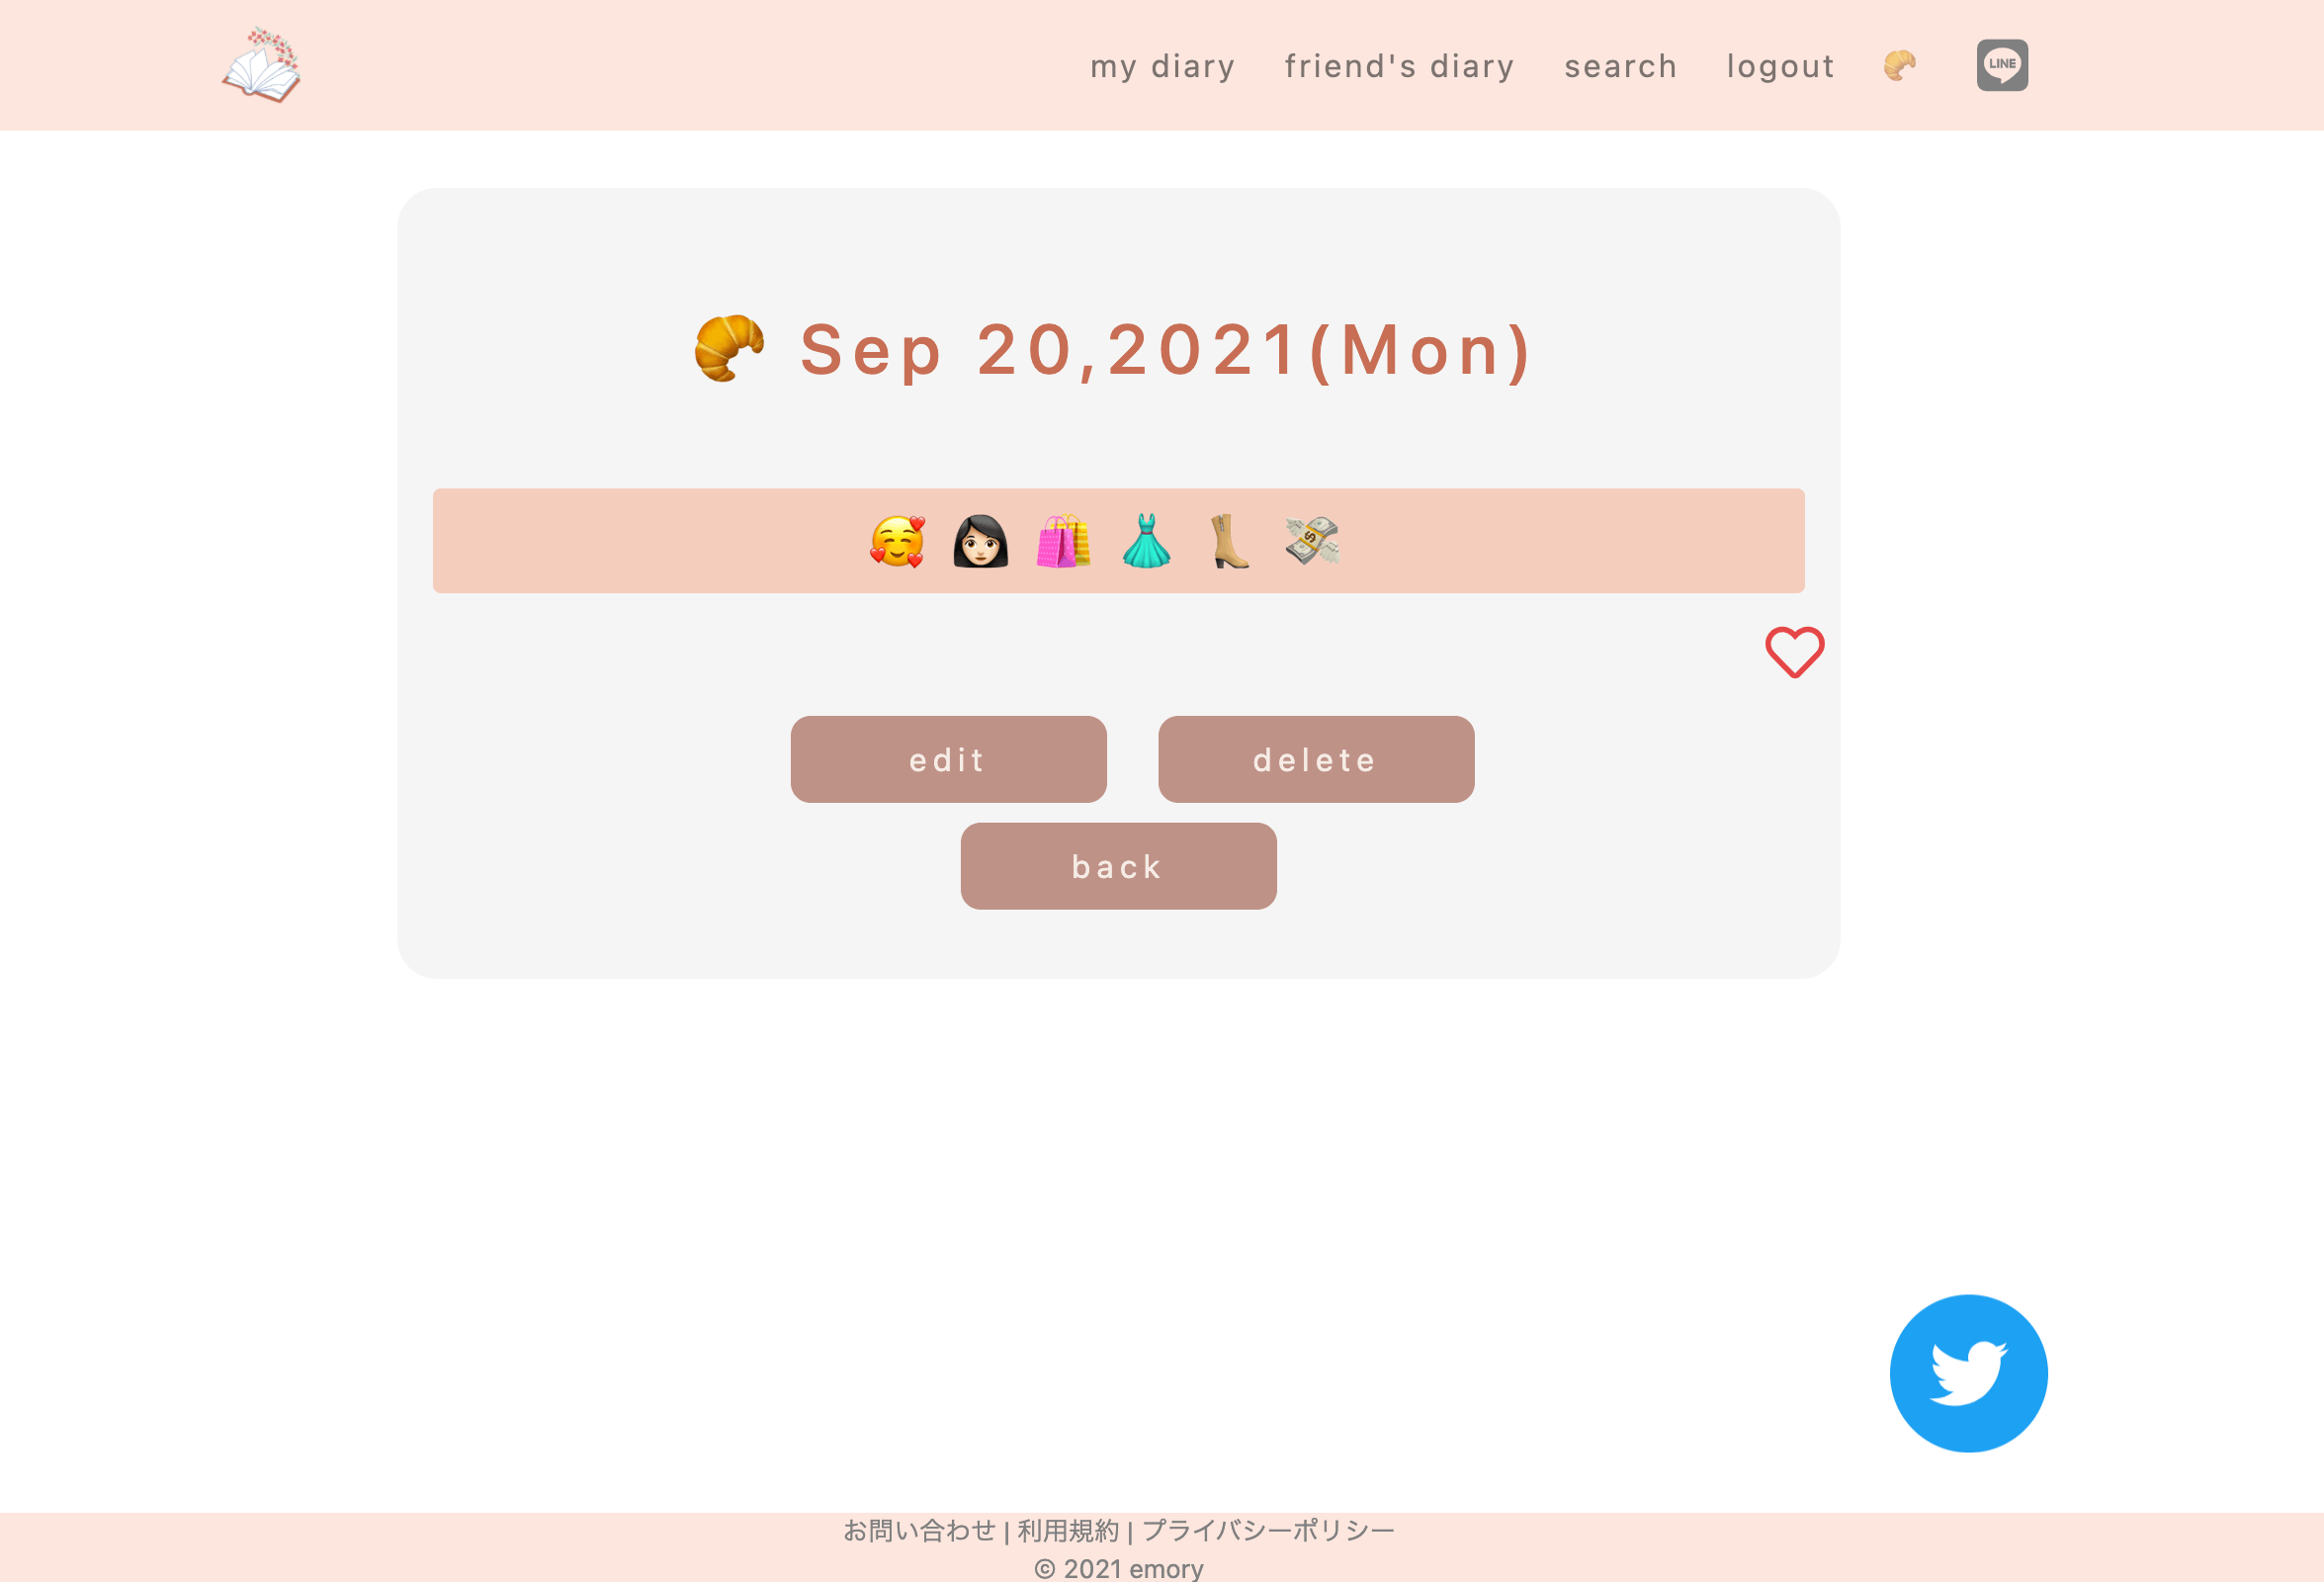 my diary friend's diary search logout 🥐 LINE
🥐 Sep 20,2021(Mon)
🥰 👩🏻 🛍 👗 👢 💸
edit delete
back
お問い合わせ | 利用規約 | プライバシーポリシー
© 2021 emory